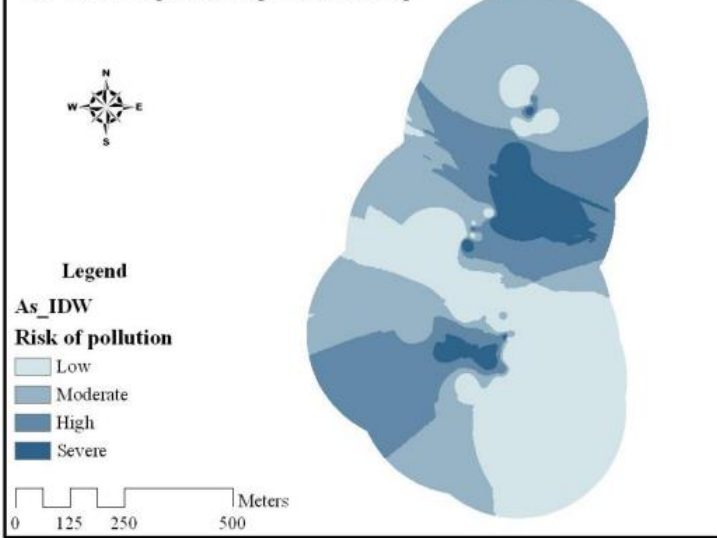 N
W E
S
Legend
As_IDW
Risk of pollution
Low
Moderate
High
Severe
Meters
0 125 250 500